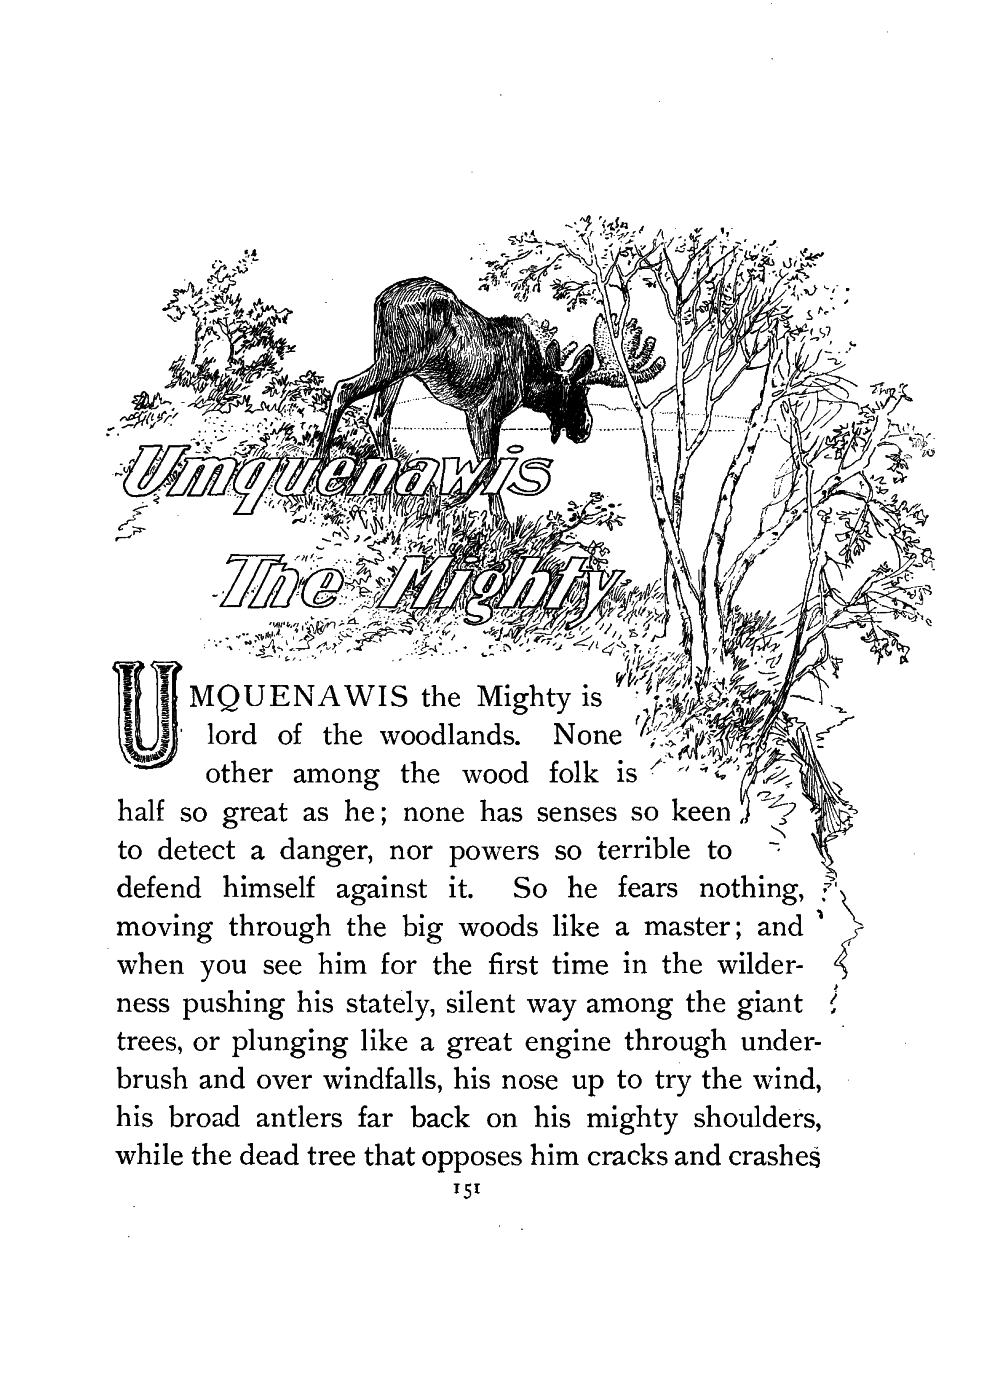 Umquenawis
The Mighty
UMQUENAWIS the Mighty is
lord of the woodlands. None
other among the wood folk is
half so great as he; none has senses so keen
to detect a danger, nor powers so terrible to
defend himself against it. So he fears nothing,
moving through the big woods like a master; and
when you see him for the first time in the wilder-
ness pushing his stately, silent way among the giant
trees, or plunging like a great engine through under-
brush and over windfalls, his nose up to try the wind,
his broad antlers far back on his mighty shoulders,
while the dead tree that opposes him cracks and crashes
151